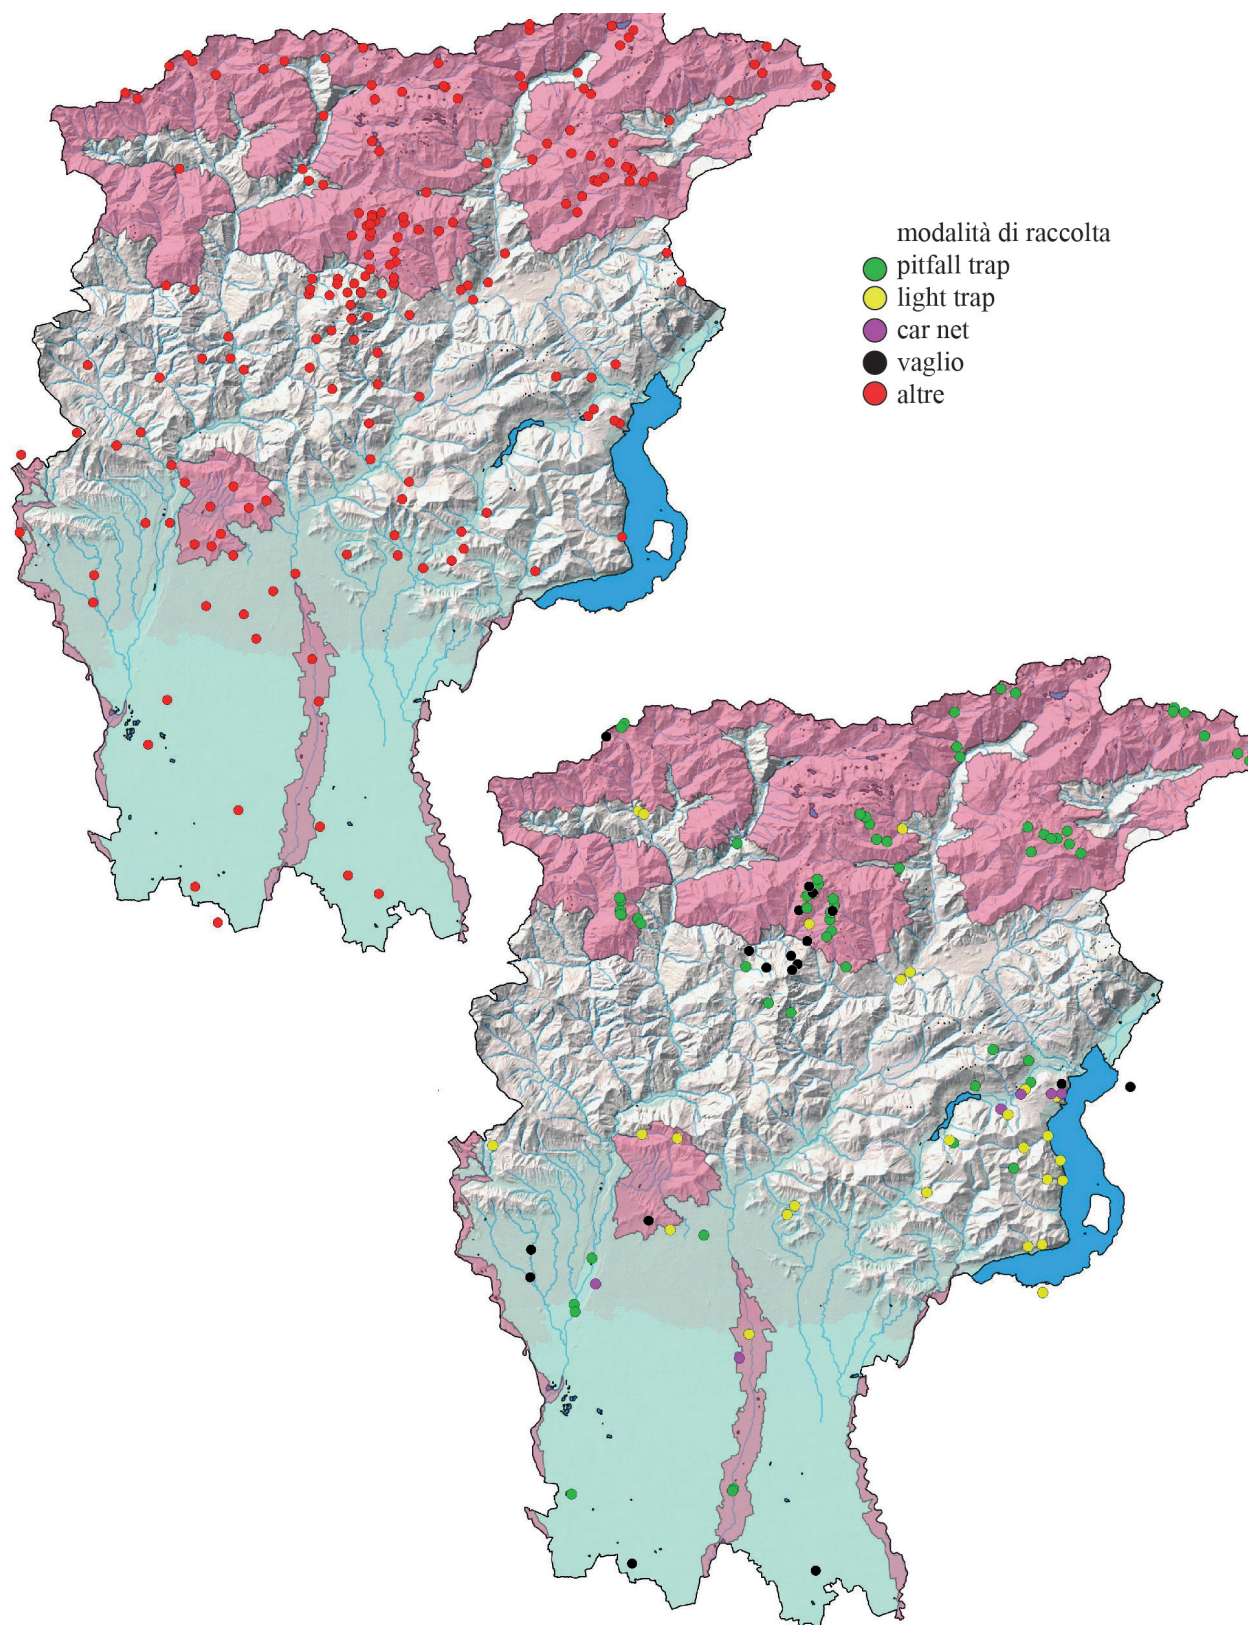 modalità di raccolta
pitfall trap
light trap
car net
vaglio
altre